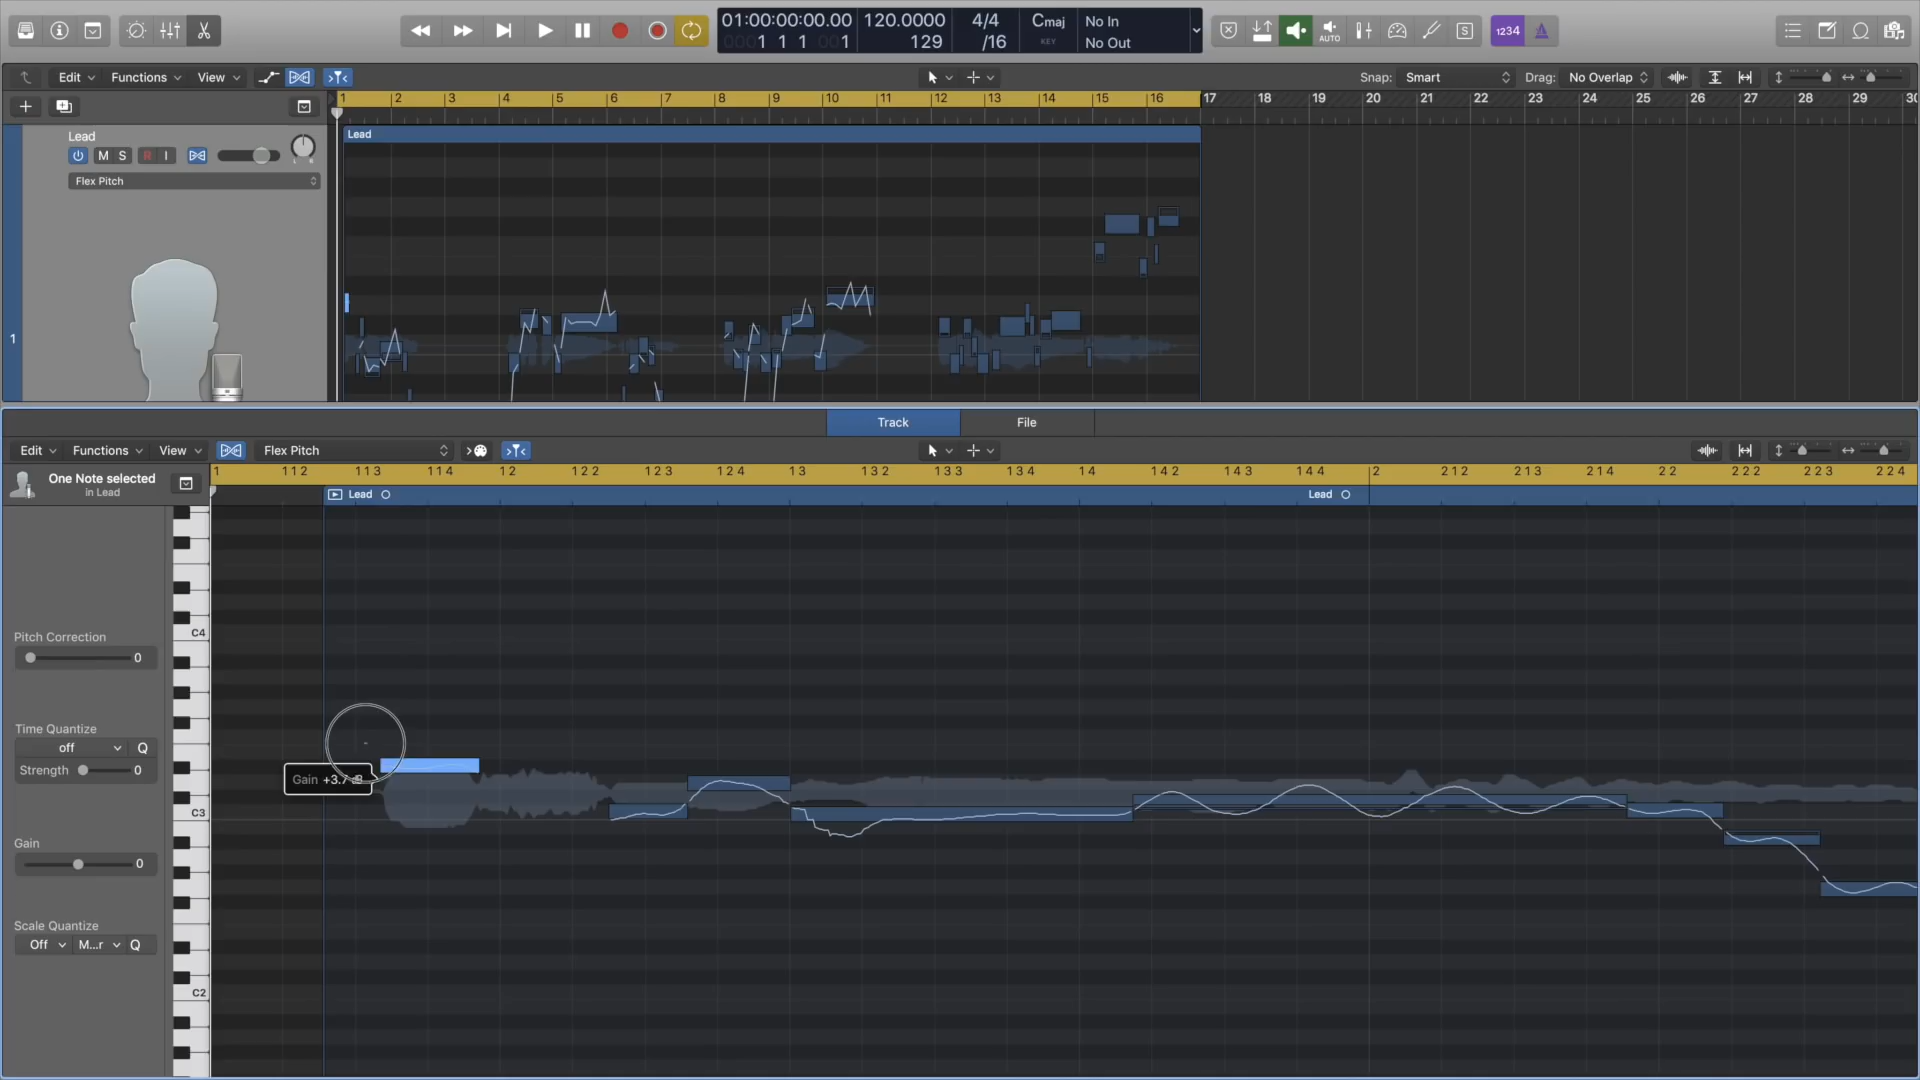 01:00:00:00.00
120.0000
4/4
Cmaj
No In
0001 1 1 001
129
/16
KEY
No Out
AUTO
S
1234
Edit
Functions
View
Snap:
Smart
Drag:
No Overlap
1 2 3 4 5 6 7 8 9 10 11 12 13 14 15 16 17 18 19 20 21 22 23 24 25 26 27 28 29 30
Lead
M S R I
L R
Flex Pitch
Lead
1
Track
File
Edit
Functions
View
Flex Pitch
One Note selected
in Lead
1 1 1 2 1 1 3 1 1 4 1 2 1 2 2 1 2 3 1 2 4 1 3 1 3 2 1 3 3 1 3 4 1 4 1 4 2 1 4 3 1 4 4 2 2 1 2 2 1 3 2 1 4 2 2 2 2 2 2 2 3 2 2 4
Lead
Lead
C4
C3
C2
Pitch Correction
0
Time Quantize
off
Q
Strength
0
Gain +3.7 dB
Gain
0
Scale Quantize
Off
M...r
Q